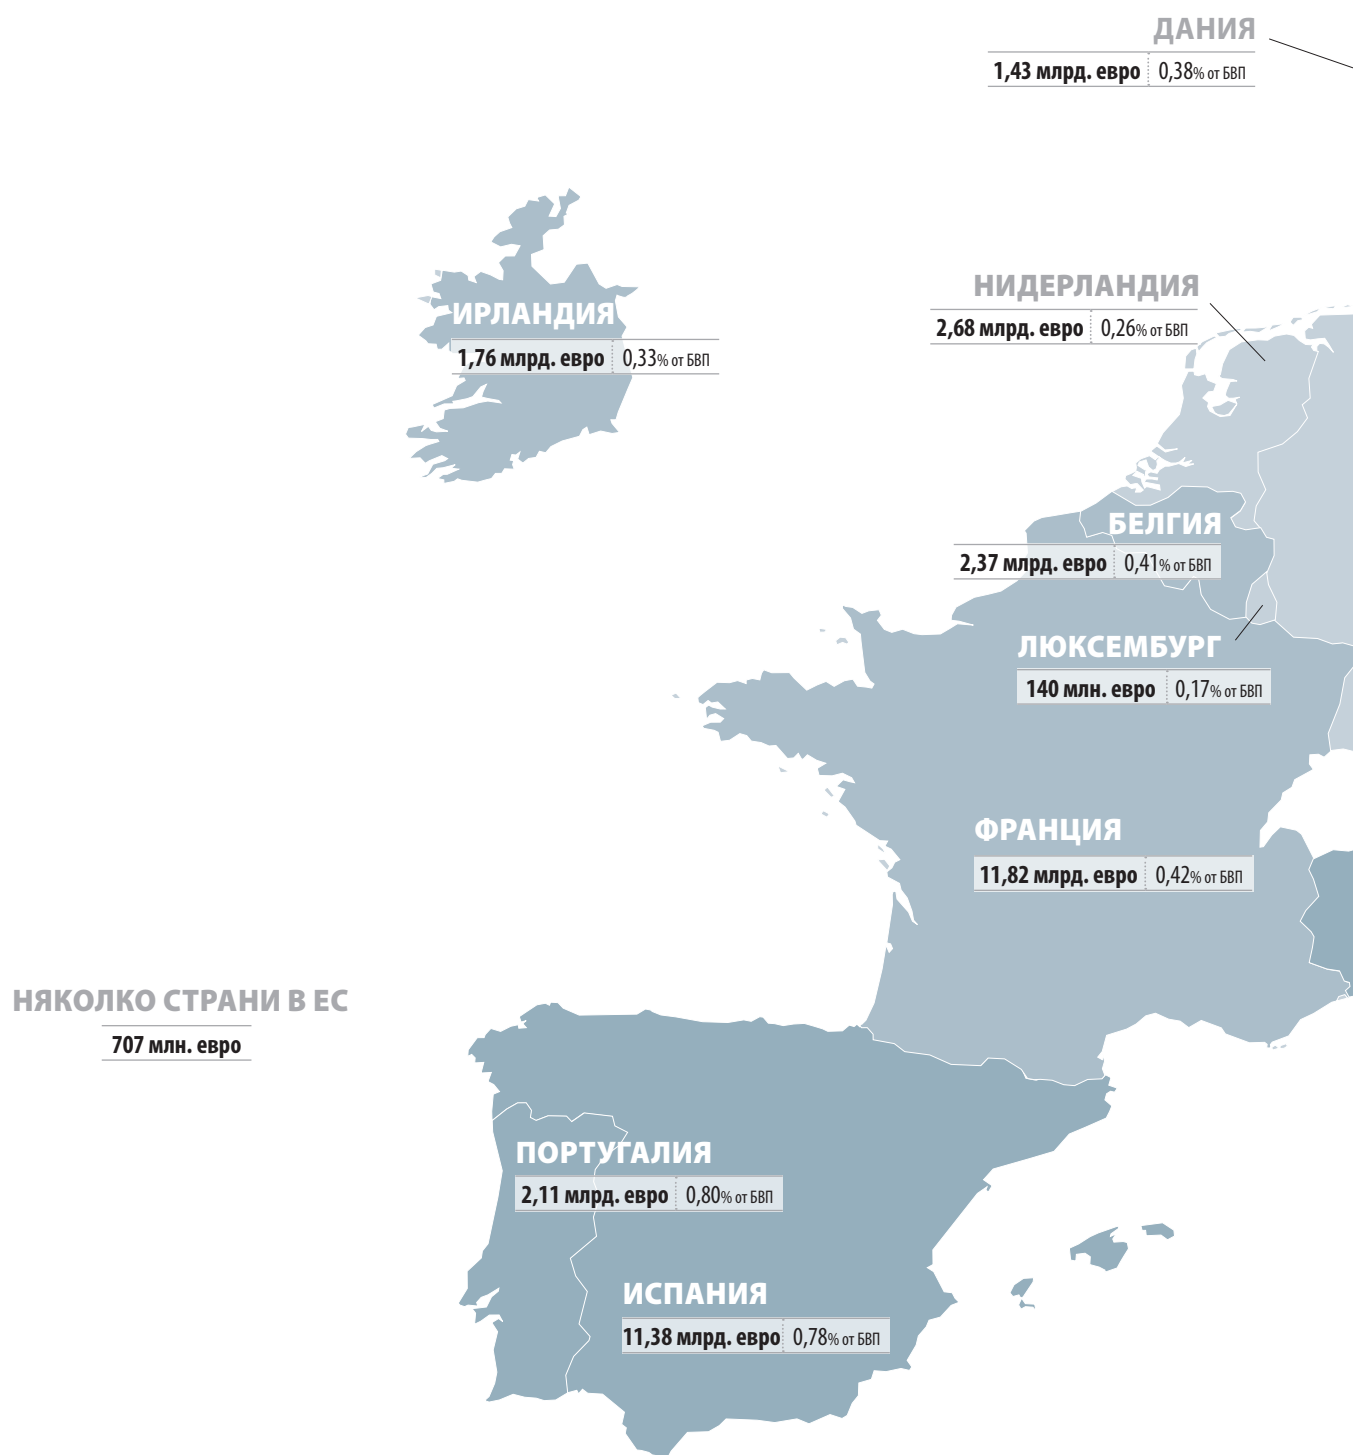 ДАНИЯ
1,43 млрд. евро 0,38% от БВП
ИРЛАНДИЯ
1,76 млрд. евро 0,33% от БВП
НИДЕРЛАНДИЯ
2,68 млрд. евро 0,26% от БВП
БЕЛГИЯ
2,37 млрд. евро 0,41% от БВП
ЛЮКСЕМБУРГ
140 млн. евро 0,17% от БВП
ФРАНЦИЯ
11,82 млрд. евро 0,42% от БВП
НЯКОЛКО СТРАНИ В ЕС
707 млн. евро
ПОРТУГАЛИЯ
2,11 млрд. евро 0,80% от БВП
ИСПАНИЯ
11,38 млрд. евро 0,78% от БВП